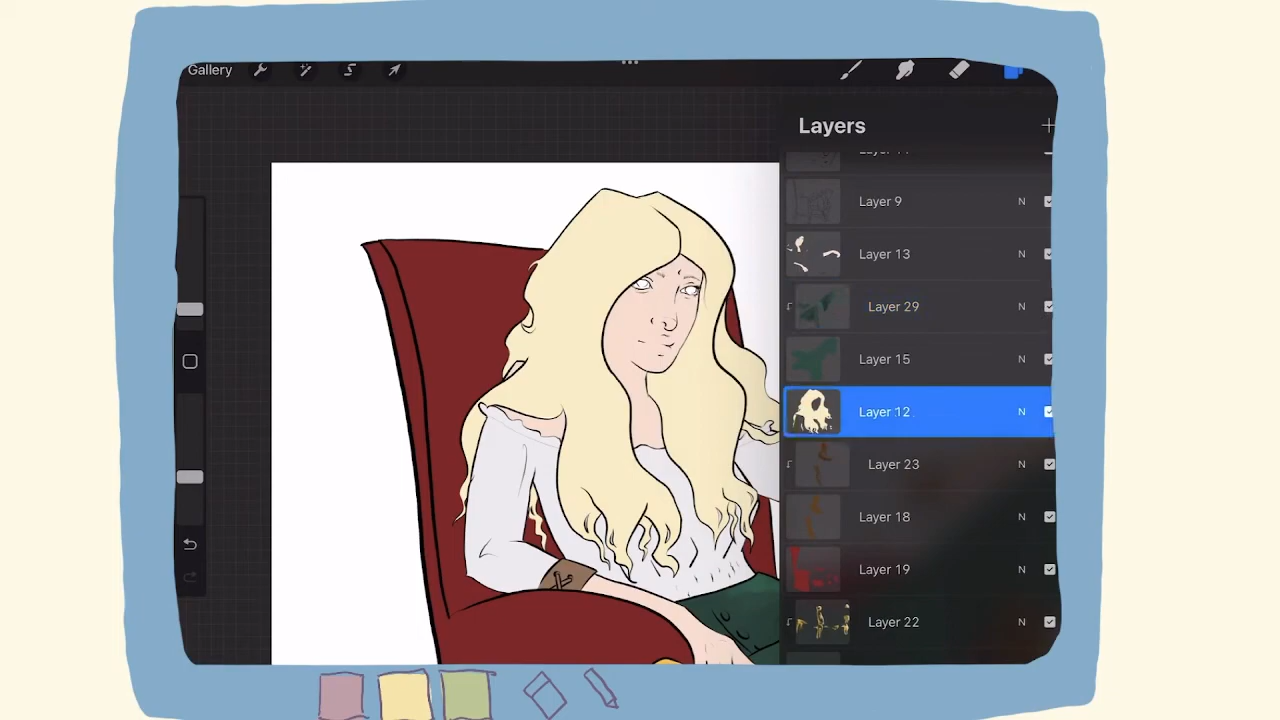 Gallery
Layers
Layer 9 N
Layer 13 N
Layer 29 N
Layer 15 N
Layer 12 N
Layer 23 N
Layer 18 N
Layer 19 N
Layer 22 N